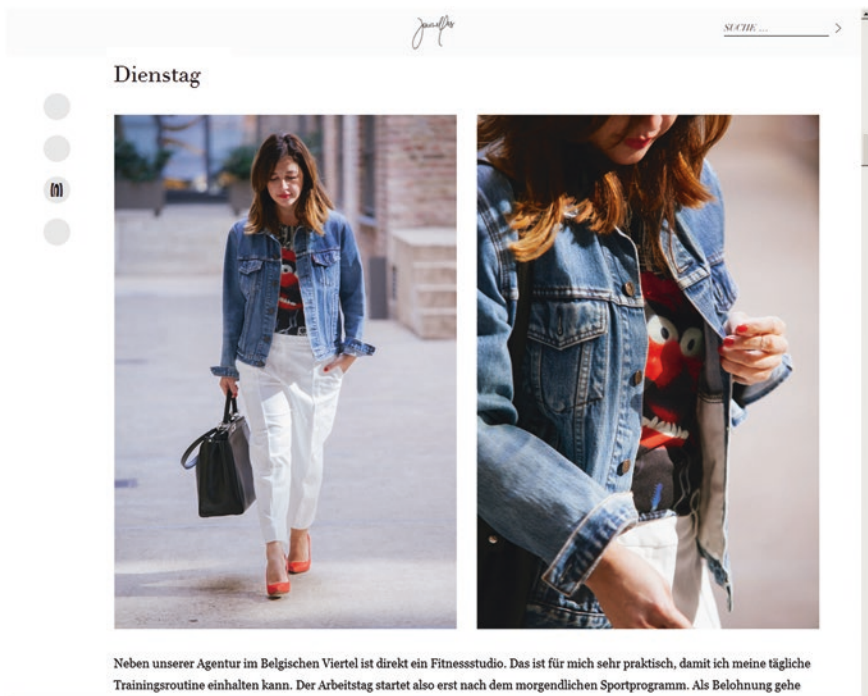 SUCHE ...
Dienstag
Neben unserer Agentur im Belgischen Viertel ist direkt ein Fitnessstudio. Das ist für mich sehr praktisch, damit ich meine tägliche
Trainingsroutine einhalten kann. Der Arbeitstag startet also erst nach dem morgendlichen Sportprogramm. Als Belohnung gehe